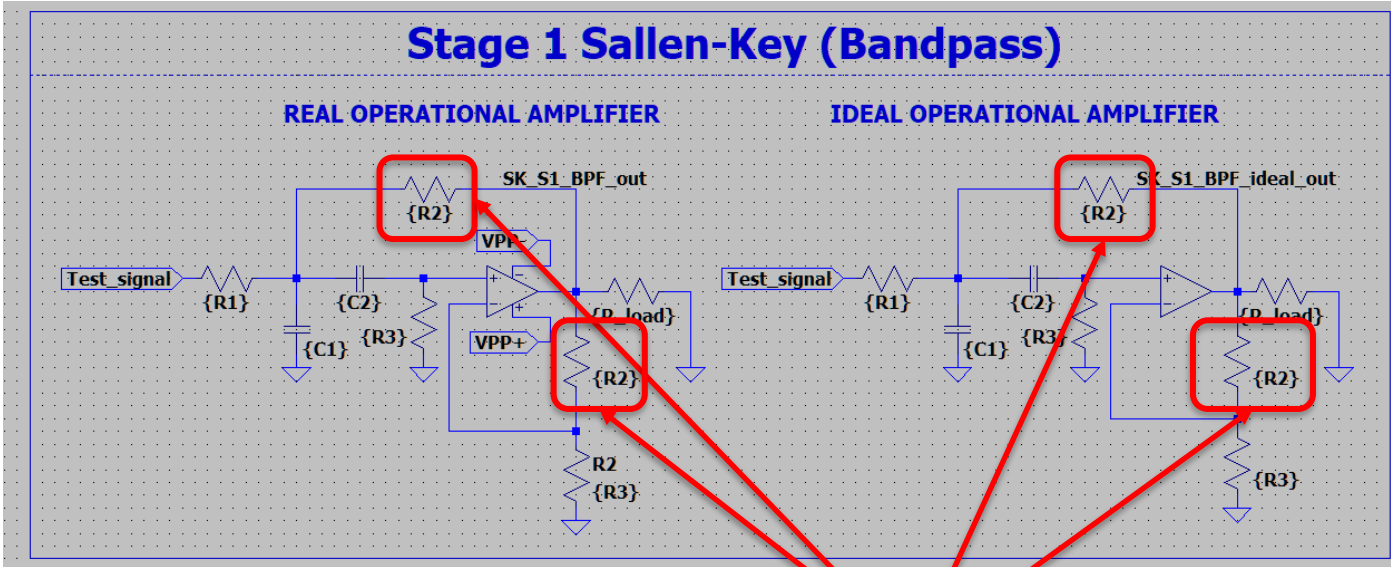 Stage 1 Sallen-Key (Bandpass)
REAL OPERATIONAL AMPLIFIER
IDEAL OPERATIONAL AMPLIFIER
SK_S1_BPF_out
{R2}
VPP-
Test_signal
{R1}
{C2}
{C1}
{R3}
VPP+
{R_load}
{R2}
R2
{R3}
SK_S1_BPF_ideal_out
{R2}
Test_signal
{R1}
{C2}
{C1}
{R3}
{R_load}
{R2}
{R3}